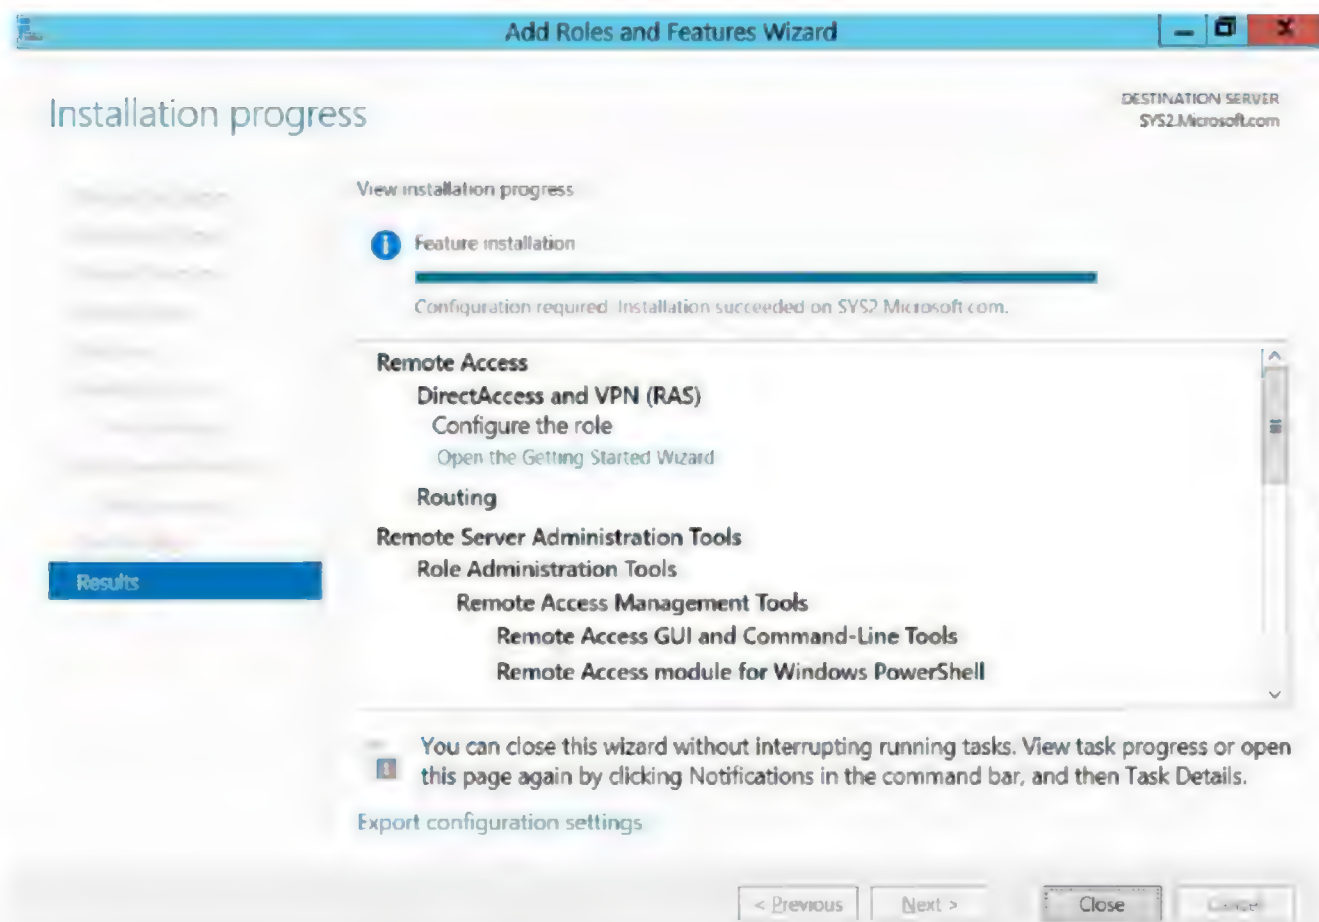 Add Roles and Features Wizard
Installation progress
DESTINATION SERVER
SYS2.Microsoft.com
View installation progress
Feature installation
Configuration required. Installation succeeded on SYS2.Microsoft.com.
Remote Access
DirectAccess and VPN (RAS)
Configure the role
Open the Getting Started Wizard
Routing
Remote Server Administration Tools
Role Administration Tools
Remote Access Management Tools
Remote Access GUI and Command-Line Tools
Remote Access module for Windows PowerShell
Results
You can close this wizard without interrupting running tasks. View task progress or open
this page again by clicking Notifications in the command bar, and then Task Details.
Export configuration settings
< Previous
Next >
Close
Cancel